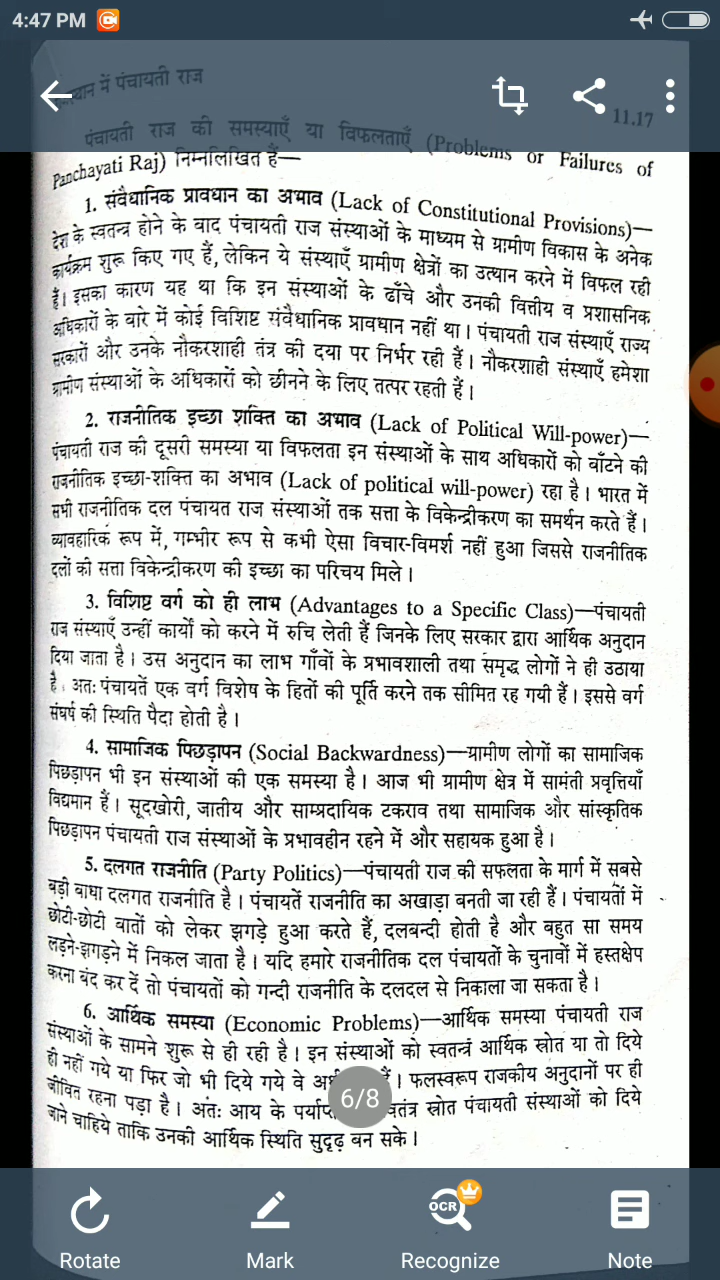 4:47 PM
में पंचायती राज
11.17
पंचायती राज की समस्याएँ या विफलताएँ (Problems or Failures of
Panchayati Raj) निम्नलिखित हैं—
1. संवैधानिक प्रावधान का अभाव (Lack of Constitutional Provisions)—
देश के स्वतन्त्र होने के वाद पंचायती राज संस्थाओं के माध्यम से ग्रामीण विकास के अनेक
कार्यक्रम शुरू किए गए हैं, लेकिन ये संस्थाएँ ग्रामीण क्षेत्रों का उत्थान करने में विफल रही
हैं। इसका कारण यह था कि इन संस्थाओं के ढाँचे और उनकी वित्तीय व प्रशासनिक
अधिकारों के बारे में कोई विशिष्ट संवैधानिक प्रावधान नहीं था। पंचायती राज संस्थाएँ राज्य
सरकारों और उनके नौकरशाही तंत्र की दया पर निर्भर रही हैं। नौकरशाही संस्थाएँ हमेशा
ग्रामीण संस्थाओं के अधिकारों को छीनने के लिए तत्पर रहती हैं।
2. राजनीतिक इच्छा शक्ति का अभाव (Lack of Political Will-power)—
पंचायती राज की दूसरी समस्या या विफलता इन संस्थाओं के साथ अधिकारों को बाँटने की
राजनीतिक इच्छा-शक्ति का अभाव (Lack of political will-power) रहा है। भारत में
सभी राजनीतिक दल पंचायत राज संस्थाओं तक सत्ता के विकेन्द्रीकरण का समर्थन करते हैं।
व्यावहारिक रूप में, गम्भीर रूप से कभी ऐसा विचार-विमर्श नहीं हुआ जिससे राजनीतिक
दलों की सत्ता विकेन्द्रीकरण की इच्छा का परिचय मिले।
3. विशिष्ट वर्ग को ही लाभ (Advantages to a Specific Class)—पंचायती
राज संस्थाएँ उन्हीं कार्यों को करने में रुचि लेती हैं जिनके लिए सरकार द्वारा आर्थिक अनुदान
दिया जाता है। उस अनुदान का लाभ गाँवों के प्रभावशाली तथा समृद्ध लोगों ने ही उठाया
है। अतः पंचायतें एक वर्ग विशेष के हितों की पूर्ति करने तक सीमित रह गयी हैं। इससे वर्ग
संघर्ष की स्थिति पैदा होती है।
4. सामाजिक पिछड़ापन (Social Backwardness)—ग्रामीण लोगों का सामाजिक
पिछड़ापन भी इन संस्थाओं की एक समस्या है। आज भी ग्रामीण क्षेत्र में सामंती प्रवृत्तियाँ
विद्यमान हैं। सूदखोरी, जातीय और साम्प्रदायिक टकराव तथा सामाजिक और सांस्कृतिक
पिछड़ापन पंचायती राज संस्थाओं के प्रभावहीन रहने में और सहायक हुआ है।
5. दलगत राजनीति (Party Politics)—पंचायती राज की सफलता के मार्ग में सबसे
बड़ी बाधा दलगत राजनीति है। पंचायतें राजनीति का अखाड़ा बनती जा रही हैं। पंचायतों में
छोटी-छोटी वातों को लेकर झगड़े हुआ करते हैं, दलबन्दी होती है और बहुत सा समय
लड़ने-झगड़ने में निकल जाता है। यदि हमारे राजनीतिक दल पंचायतों के चुनावों में हस्तक्षेप
करना बंद कर दें तो पंचायतों को गन्दी राजनीति के दलदल से निकाला जा सकता है।
6. आर्थिक समस्या (Economic Problems)—आर्थिक समस्या पंचायती राज
संस्थाओं के सामने शुरू से ही रही है। इन संस्थाओं को स्वतन्त्रं आर्थिक स्रोत या तो दिये
ही नहीं गये या फिर जो भी दिये गये वे हैं। फलस्वरूप राजकीय अनुदानों पर ही
जीवित रहना पड़ा है। अतः आय के स्रोत पंचायती संस्थाओं को दिये
जाने चाहिये ताकि उनकी आर्थिक स्थिति सुदृढ़ बन सके।
6/8
Rotate
Mark
OCR
Recognize
Note